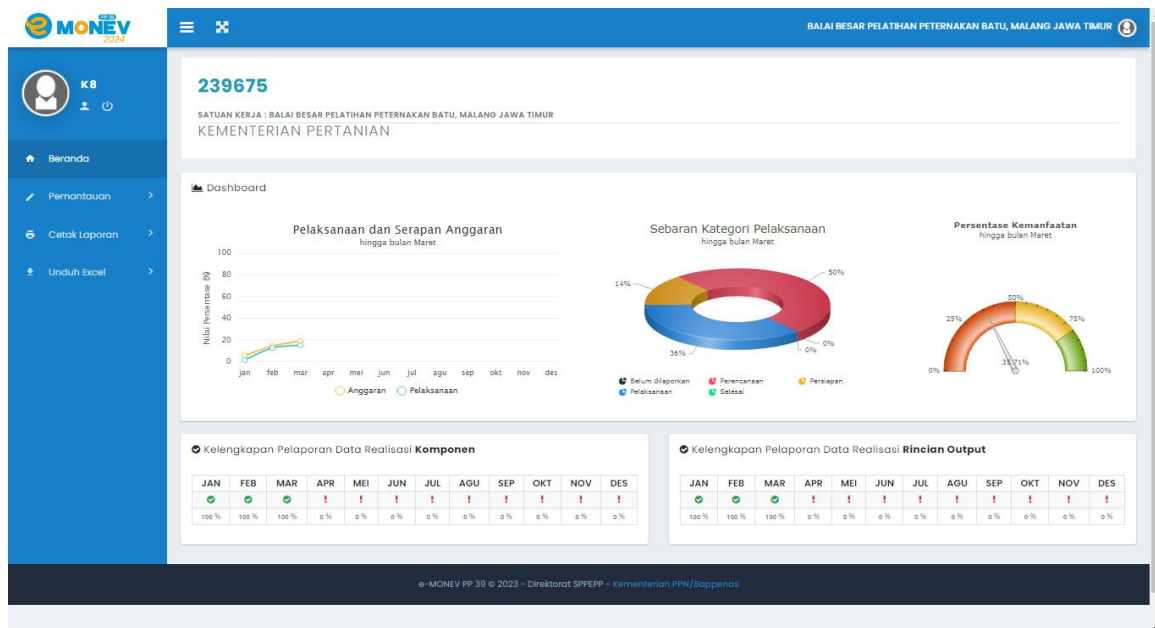 PP 39
e MONEV
2024
BALAI BESAR PELATIHAN PETERNAKAN BATU, MALANG JAWA TIMUR
K8
Beranda
Pemantauan
Cetak Laporan
Unduh Excel
239675
SATUAN KERJA : BALAI BESAR PELATIHAN PETERNAKAN BATU, MALANG JAWA TIMUR
KEMENTERIAN PERTANIAN
Dashboard
Pelaksanaan dan Serapan Anggaran
hingga bulan Maret
Nilai Persentase (%)
100
80
60
40
20
0
jan feb mar apr mei jun jul agu sep okt nov des
Anggaran Pelaksanaan
Sebaran Kategori Pelaksanaan
hingga bulan Maret
50%
14%
36%
0%
0%
Belum dilaporkan Perencanaan Persiapan
Pelaksanaan Selesai
Persentase Kemanfaatan
hingga bulan Maret
50%
25% 75%
35.71%
0% 100%
Kelengkapan Pelaporan Data Realisasi Komponen
JAN FEB MAR APR MEI JUN JUL AGU SEP OKT NOV DES
! ! ! ! ! ! ! ! !
100 % 100 % 100 % 0 % 0 % 0 % 0 % 0 % 0 % 0 % 0 % 0 %
Kelengkapan Pelaporan Data Realisasi Rincian Output
JAN FEB MAR APR MEI JUN JUL AGU SEP OKT NOV DES
! ! ! ! ! ! ! ! !
100 % 100 % 100 % 0 % 0 % 0 % 0 % 0 % 0 % 0 % 0 % 0 %
e-MONEV PP 39 © 2023 - Direktorat SPPEPP - Kementerian PPN/Bappenas